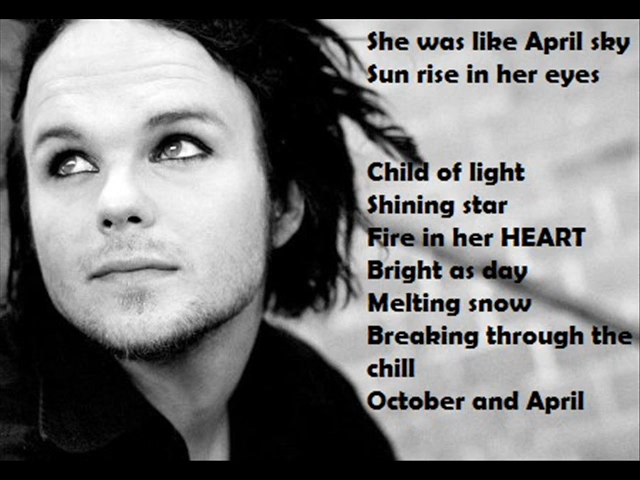 She was like April sky
Sun rise in her eyes
Child of light
Shining star
Fire in her HEART
Bright as day
Melting snow
Breaking through the
chill
October and April